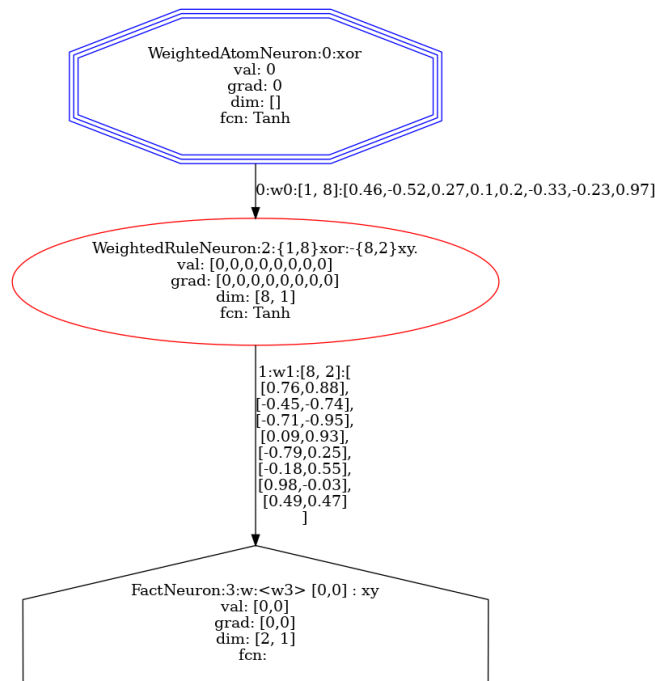 WeightedAtomNeuron:0:xor
val: 0
grad: 0
dim: []
fcn: Tanh
0:w0:[1, 8]:[0.46,-0.52,0.27,0.1,0.2,-0.33,-0.23,0.97]
WeightedRuleNeuron:2:{1,8}xor:-{8,2}xy.
val: [0,0,0,0,0,0,0,0]
grad: [0,0,0,0,0,0,0,0]
dim: [8, 1]
fcn: Tanh
1:w1:[8, 2]:[
[0.76,0.88],
[-0.45,-0.74],
[-0.71,-0.95],
[0.09,0.93],
[-0.79,0.25],
[-0.18,0.55],
[0.98,-0.03],
[0.49,0.47]
]
FactNeuron:3:w:<w3> [0,0] : xy
val: [0,0]
grad: [0,0]
dim: [2, 1]
fcn: